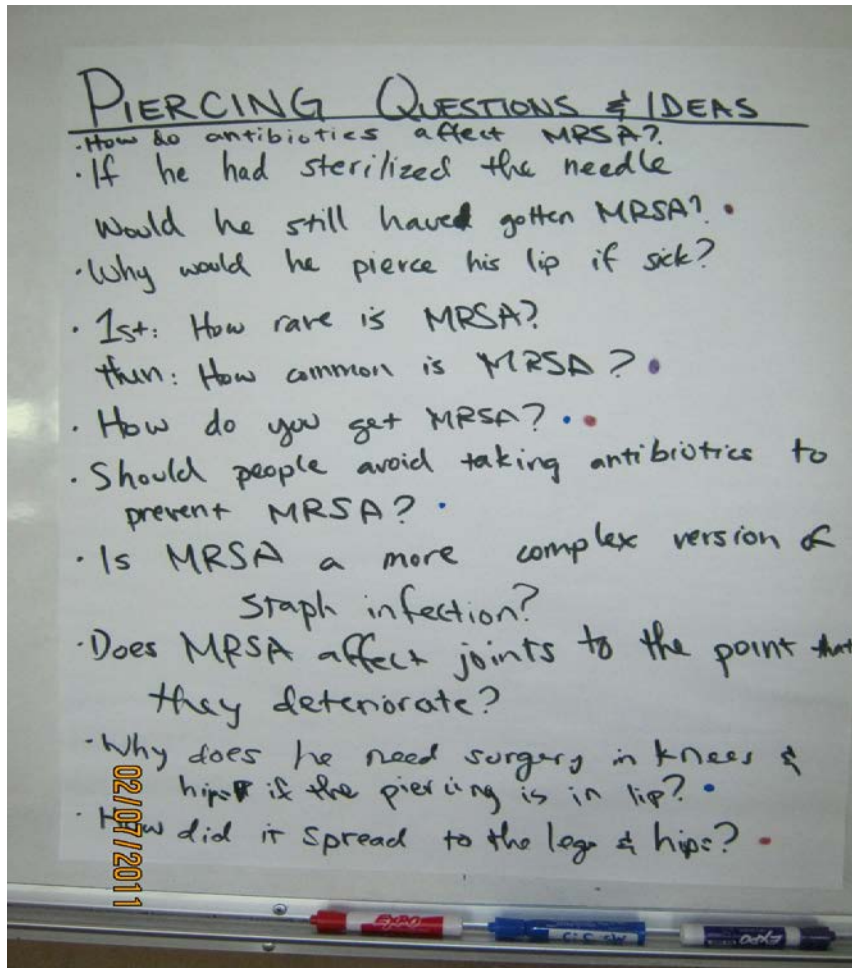 PIERCING QUESTIONS & IDEAS
· How do antibiotics affect MRSA?
· If he had sterilized the needle
would he still have gotten MRSA?
· Why would he pierce his lip if sick?
· 1st: How rare is MRSA?
then: How common is MRSA?
· How do you get MRSA?
· Should people avoid taking antibiotics to
prevent MRSA?
· Is MRSA a more complex version of
staph infection?
· Does MRSA affect joints to the point that
they deteriorate?
· Why does he need surgery in knees &
hips if the piercing is in lip?
· How did it spread to the legs & hips?
02/07/2011
EXPO
EXPO